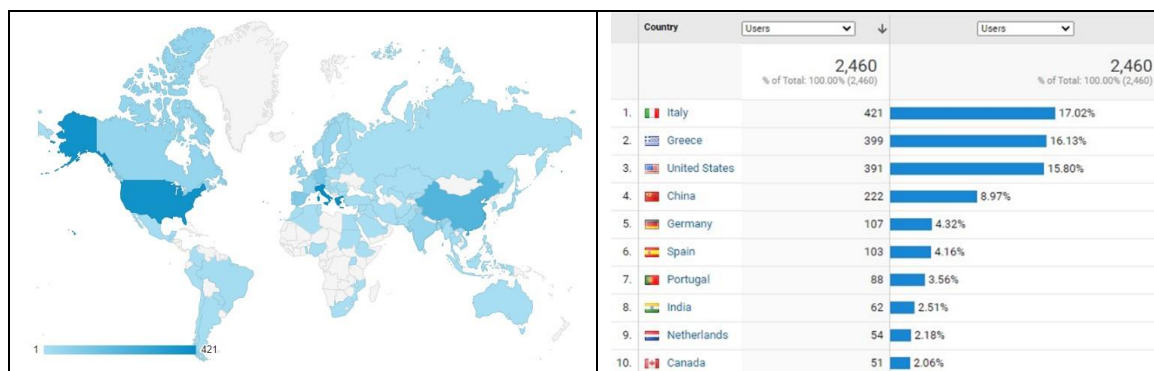 1
421
Country Users Users
2,460 2,460
% of Total: 100.00% (2,460) % of Total: 100.00% (2,460)
1. Italy 421 17.02%
2. Greece 399 16.13%
3. United States 391 15.80%
4. China 222 8.97%
5. Germany 107 4.32%
6. Spain 103 4.16%
7. Portugal 88 3.56%
8. India 62 2.51%
9. Netherlands 54 2.18%
10. Canada 51 2.06%